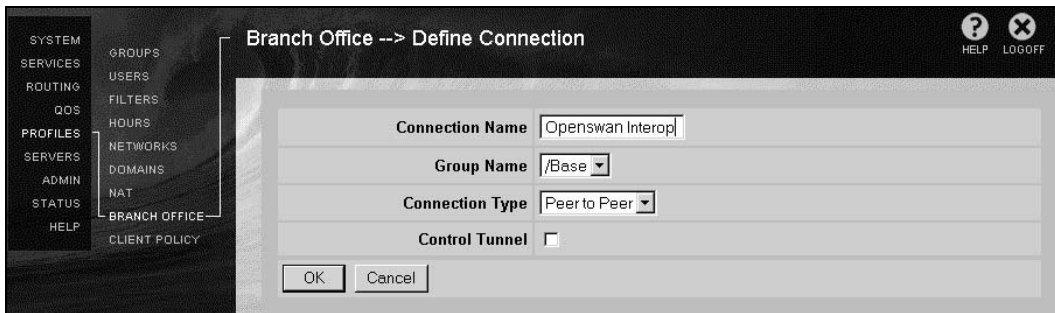 SYSTEM
SERVICES
ROUTING
QOS
PROFILES
SERVERS
ADMIN
STATUS
HELP
GROUPS
USERS
FILTERS
HOURS
NETWORKS
DOMAINS
NAT
BRANCH OFFICE
CLIENT POLICY
Branch Office --> Define Connection
HELP LOGOFF
Connection Name Openswan Interop
Group Name /Base
Connection Type Peer to Peer
Control Tunnel
OK Cancel